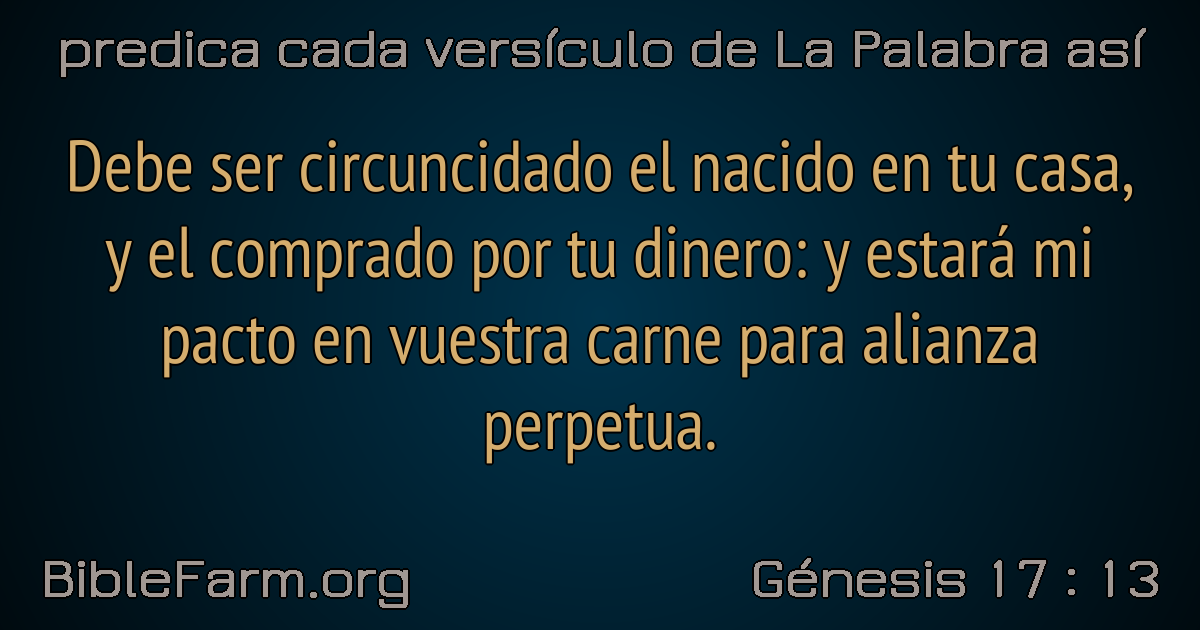 predica cada versículo de La Palabra así
Debe ser circuncidado el nacido en tu casa,
y el comprado por tu dinero: y estará mi
pacto en vuestra carne para alianza
perpetua.
BibleFarm.org
Génesis 17 : 13